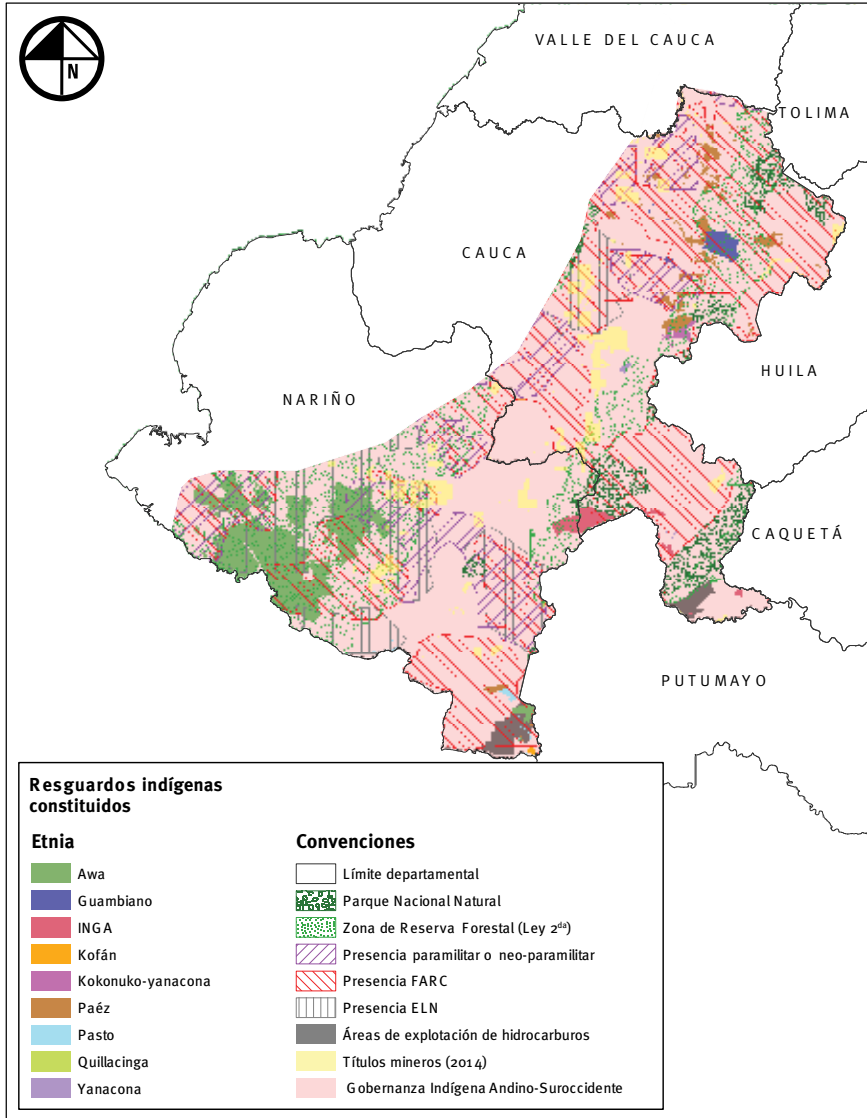 N
VALLE DEL CAUCA
TOLIMA
CAUCA
HUILA
NARIÑO
CAQUETÁ
PUTUMAYO
Resguardos indígenas
constituidos
Etnia
Awa
Guambiano
INGA
Kofán
Kokonuko-yanacona
Paéz
Pasto
Quillacinga
Yanacona
Convenciones
Límite departamental
Parque Nacional Natural
Zona de Reserva Forestal (Ley 2dª)
Presencia paramilitar o neo-paramilitar
Presencia FARC
Presencia ELN
Áreas de explotación de hidrocarburos
Títulos mineros (2014)
Gobernanza Indígena Andino-Suroccidente